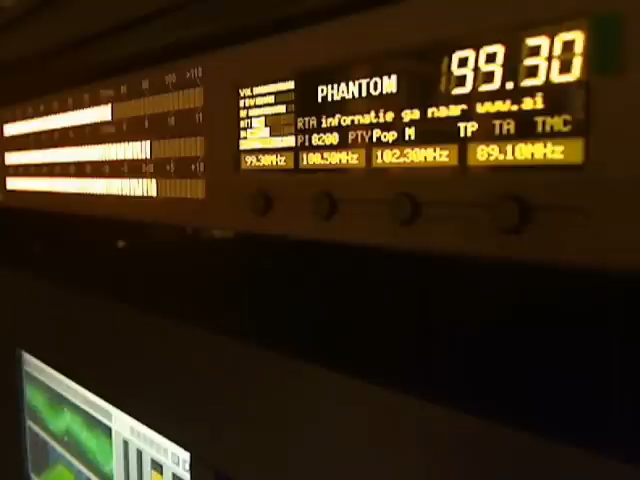 99.30
PHANTOM
RTA informatie ga naar www.ai
PI 8200 PTY Pop M TP TA TMC
99.30MHz 100.50MHz 102.30MHz 89.10MHz